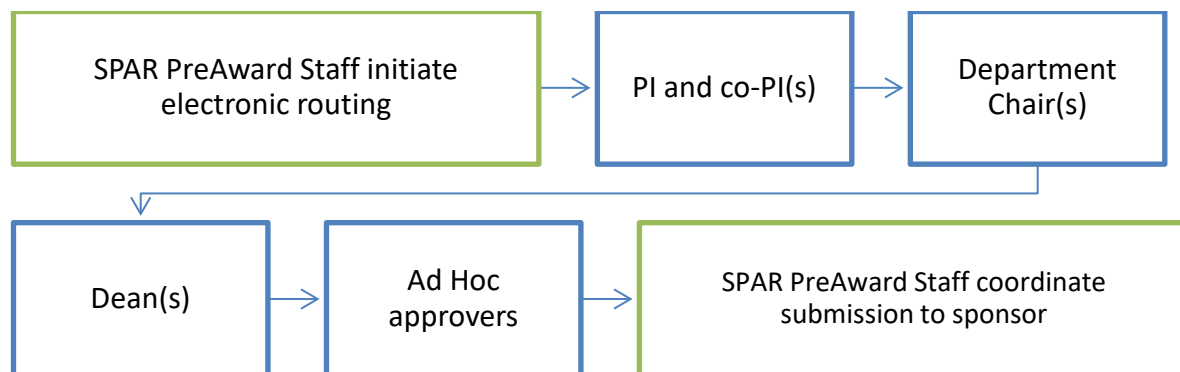 SPAR PreAward Staff initiate
electronic routing
PI and co-PI(s)
Department
Chair(s)
Dean(s)
Ad Hoc
approvers
SPAR PreAward Staff coordinate
submission to sponsor